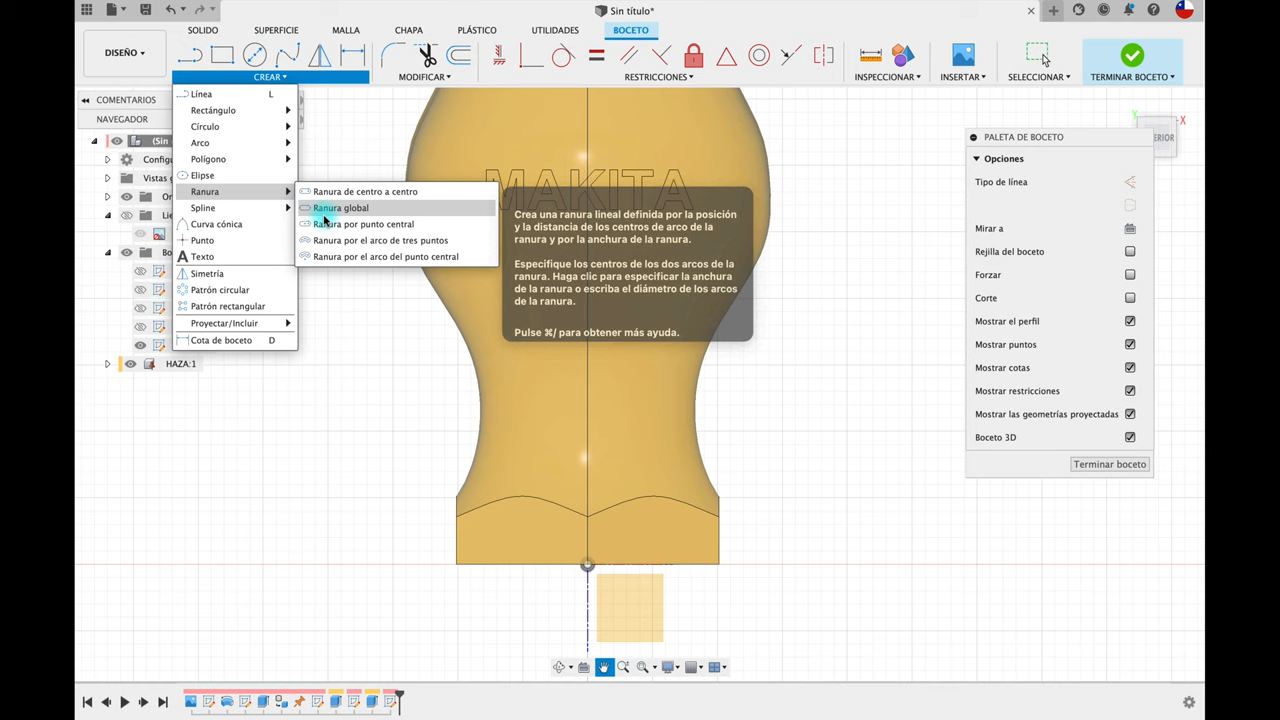 Sin título*
DISEÑO
SÓLIDO
SUPERFICIE
MALLA
CHAPA
PLÁSTICO
UTILIDADES
BOCETO
CREAR
MODIFICAR
RESTRICCIONES
INSPECCIONAR
INSERTAR
SELECCIONAR
TERMINAR BOCETO
COMENTARIOS
NAVEGADOR
(Sin
Config
Vistas g
Or
Lie
Bo
HAZA:1
Línea L
Rectángulo
Círculo
Arco
Polígono
Elipse
Ranura
Spline
Curva cónica
Punto
Texto
Simetría
Patrón circular
Patrón rectangular
Proyectar/Incluir
Cota de boceto D
Ranura de centro a centro
Ranura global
Ranura por punto central
Ranura por el arco de tres puntos
Ranura por el arco del punto central
MAKITA
Crea una ranura lineal definida por la posición
y la distancia de los centros de arco de la
ranura y por la anchura de la ranura.
Especifique los centros de los dos arcos de la
ranura. Haga clic para especificar la anchura
de la ranura o escriba el diámetro de los arcos
de la ranura.
Pulse ⌘/ para obtener más ayuda.
Y
X
ERIOR
PALETA DE BOCETO
Opciones
Tipo de línea
Mirar a
Rejilla del boceto
Forzar
Corte
Mostrar el perfil
Mostrar puntos
Mostrar cotas
Mostrar restricciones
Mostrar las geometrías proyectadas
Boceto 3D
Terminar boceto